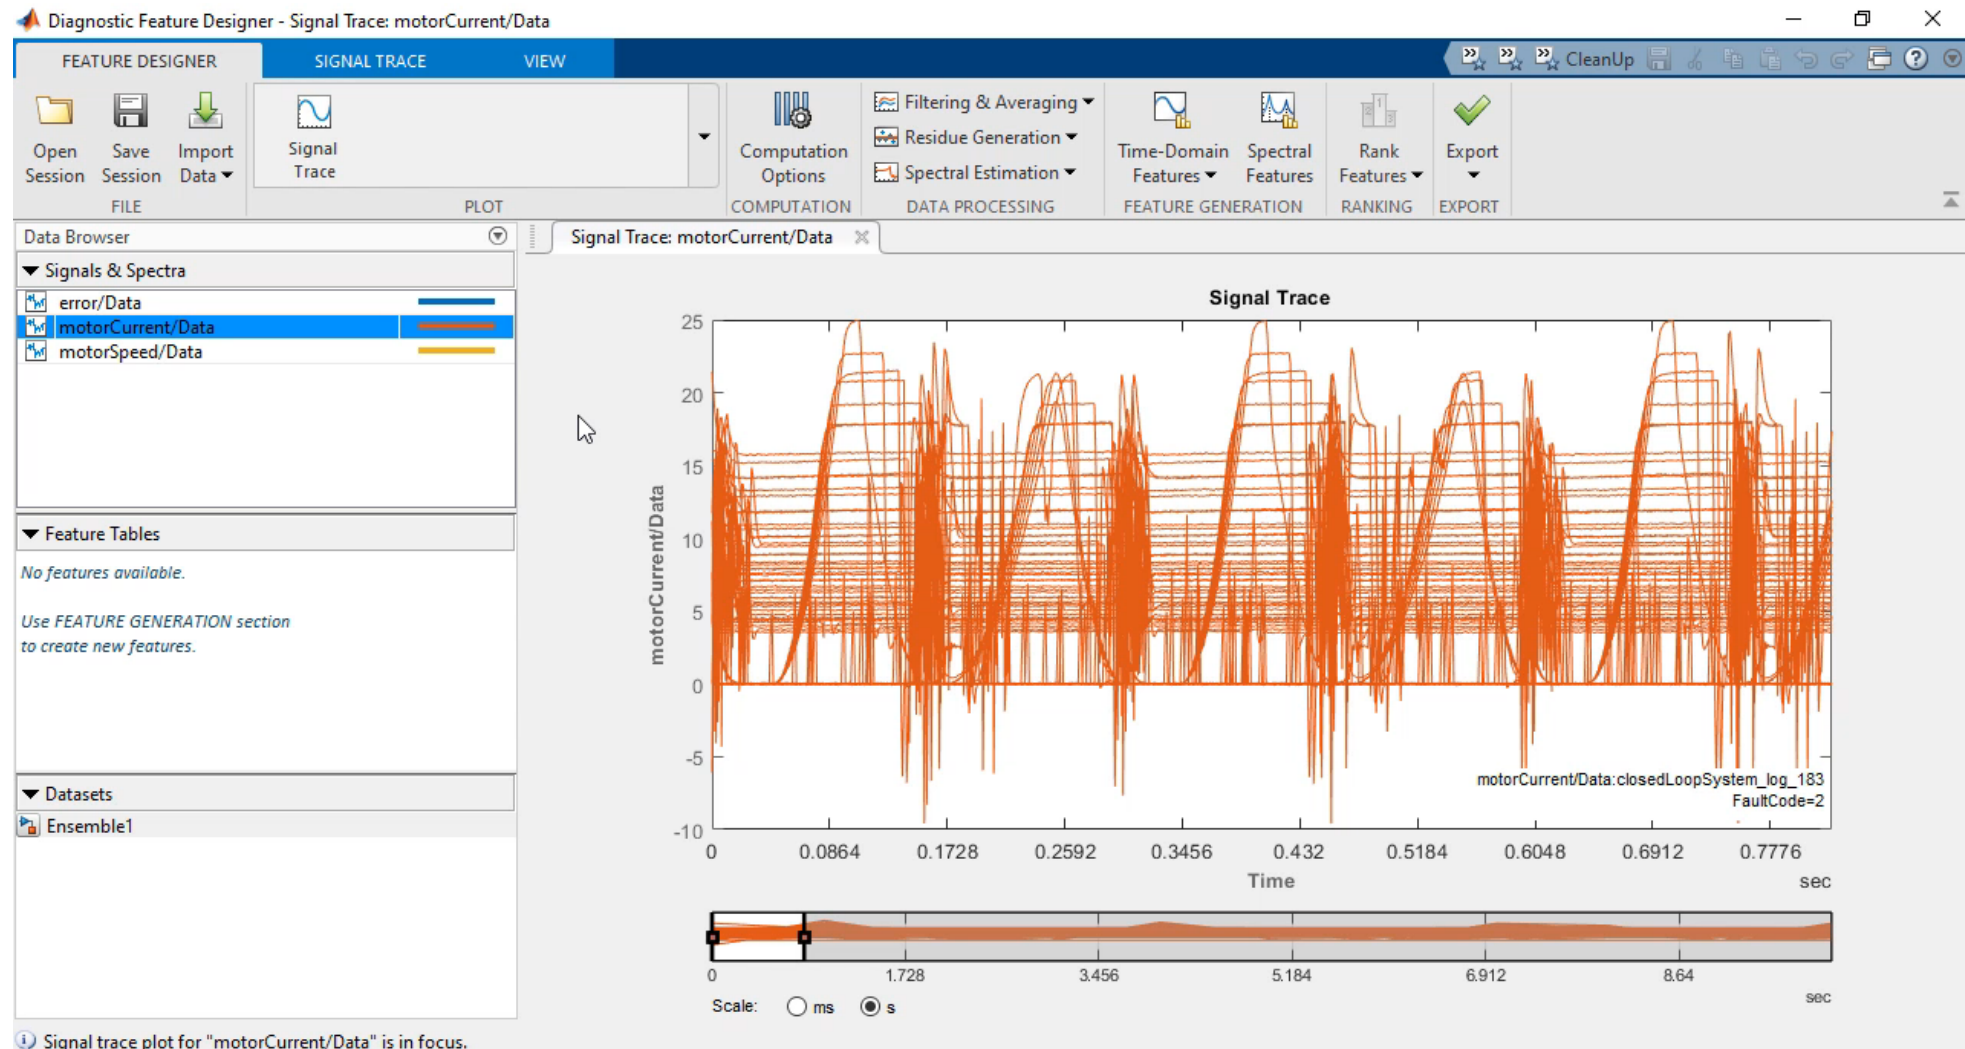 Diagnostic Feature Designer - Signal Trace: motorCurrent/Data
FEATURE DESIGNER
SIGNAL TRACE
VIEW
CleanUp
Open Session
Save Session
Import Data
FILE
Signal Trace
PLOT
Computation Options
COMPUTATION
Filtering & Averaging
Residue Generation
Spectral Estimation
DATA PROCESSING
Time-Domain Features
Spectral Features
FEATURE GENERATION
Rank Features
RANKING
Export
EXPORT
Data Browser
Signals & Spectra
error/Data
motorCurrent/Data
motorSpeed/Data
Feature Tables
No features available.
Use FEATURE GENERATION section
to create new features.
Datasets
Ensemble1
Signal Trace: motorCurrent/Data
Signal Trace
motorCurrent/Data
25
20
15
10
5
0
-5
-10
motorCurrent/Data:closedLoopSystem_log_183
FaultCode=2
0 0.0864 0.1728 0.2592 0.3456 0.432 0.5184 0.6048 0.6912 0.7776
Time
sec
0 1.728 3.456 5.184 6.912 8.64
sec
Scale: ms s
Signal trace plot for "motorCurrent/Data" is in focus.